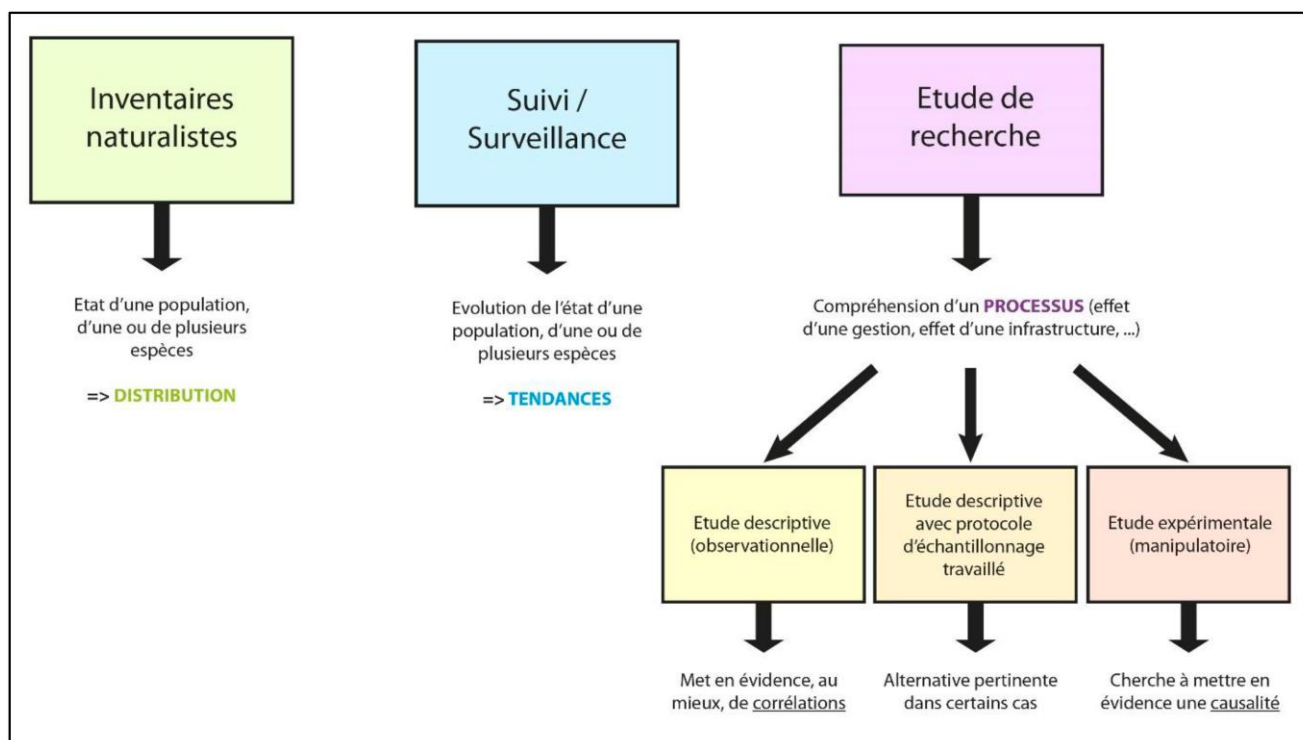 Inventaires
naturalistes
Etat d'une population,
d'une ou de plusieurs
espèces
=> DISTRIBUTION
Suivi /
Surveillance
Evolution de l'état d'une
population, d'une ou de
plusieurs espèces
=> TENDANCES
Etude de
recherche
Compréhension d'un PROCESSUS (effet
d'une gestion, effet d'une infrastructure, ...)
Etude descriptive
(observationnelle)
Met en évidence, au
mieux, de corrélations
Etude descriptive
avec protocole
d'échantillonnage
travaillé
Alternative pertinente
dans certains cas
Etude expérimentale
(manipulatoire)
Cherche à mettre en
évidence une causalité